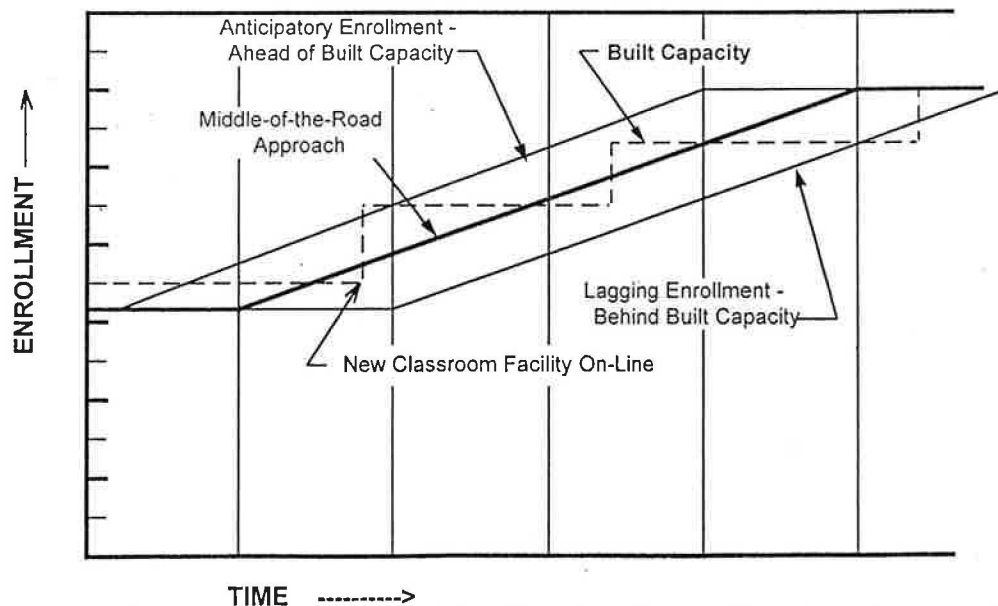 Anticipatory Enrollment -
Ahead of Built Capacity
Built Capacity
Middle-of-the-Road
Approach
ENROLLMENT
Lagging Enrollment -
Behind Built Capacity
New Classroom Facility On-Line
TIME ---------->